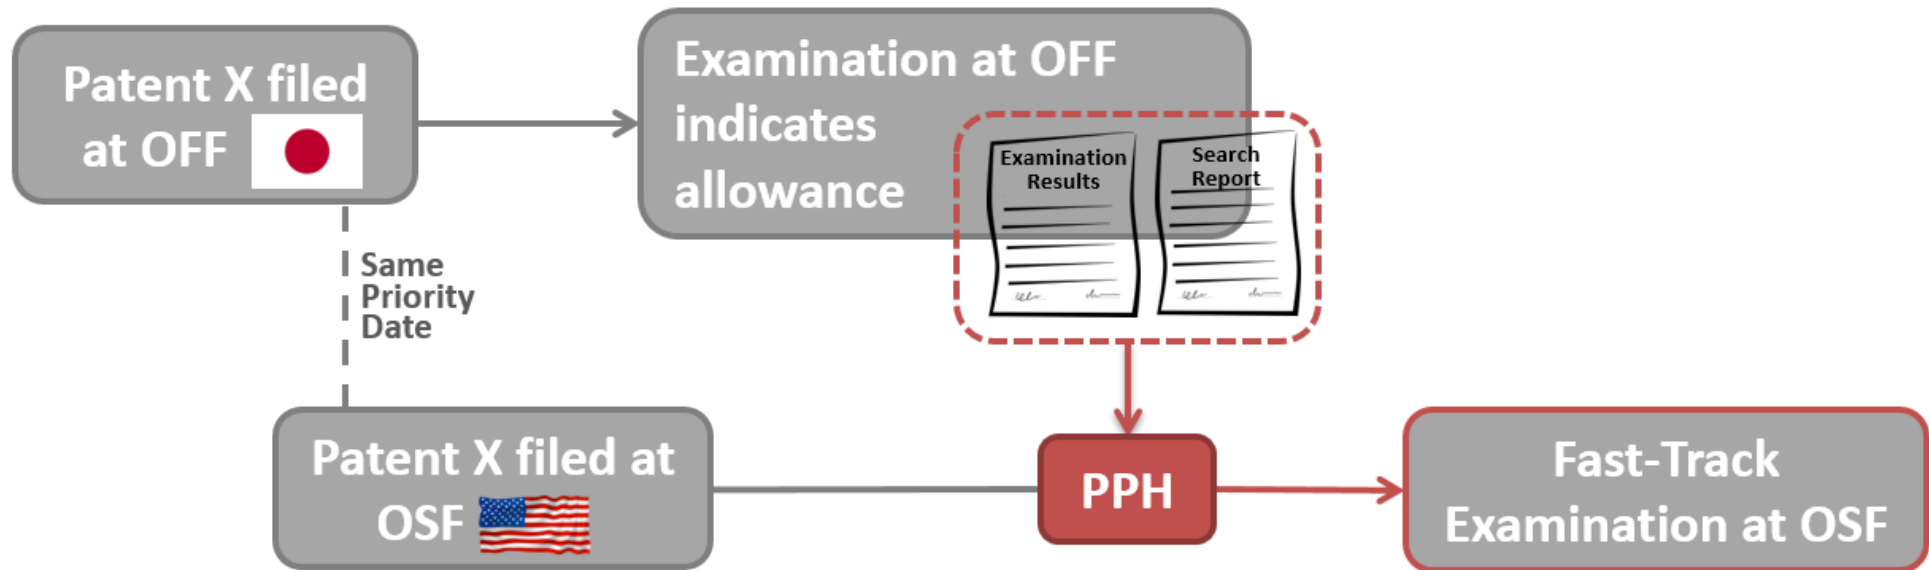 Patent X filed
at OFF
Examination at OFF
indicates
allowance
Examination
Results
Search
Report
Same
Priority
Date
Patent X filed at
OSF
PPH
Fast-Track
Examination at OSF